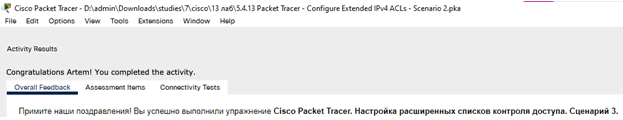 Cisco Packet Tracer - D:\admin\Downloads\studies\7\cisco\13 лаб\5.4.13 Packet Tracer - Configure Extended IPv4 ACLs - Scenario 2.pka
File Edit Options View Tools Extensions Window Help
Activity Results
Congratulations Artem! You completed the activity.
Overall Feedback Assessment Items Connectivity Tests
Примите наши поздравления! Вы успешно выполнили упражнение Cisco Packet Tracer. Настройка расширенных списков контроля доступа. Сценарий 3.